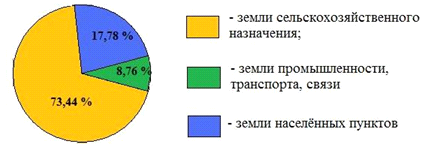 17,78 %
8,76 %
73,44 %
- земли сельскохозяйственного
назначения;
- земли промышленности,
транспорта, связи
- земли населённых пунктов